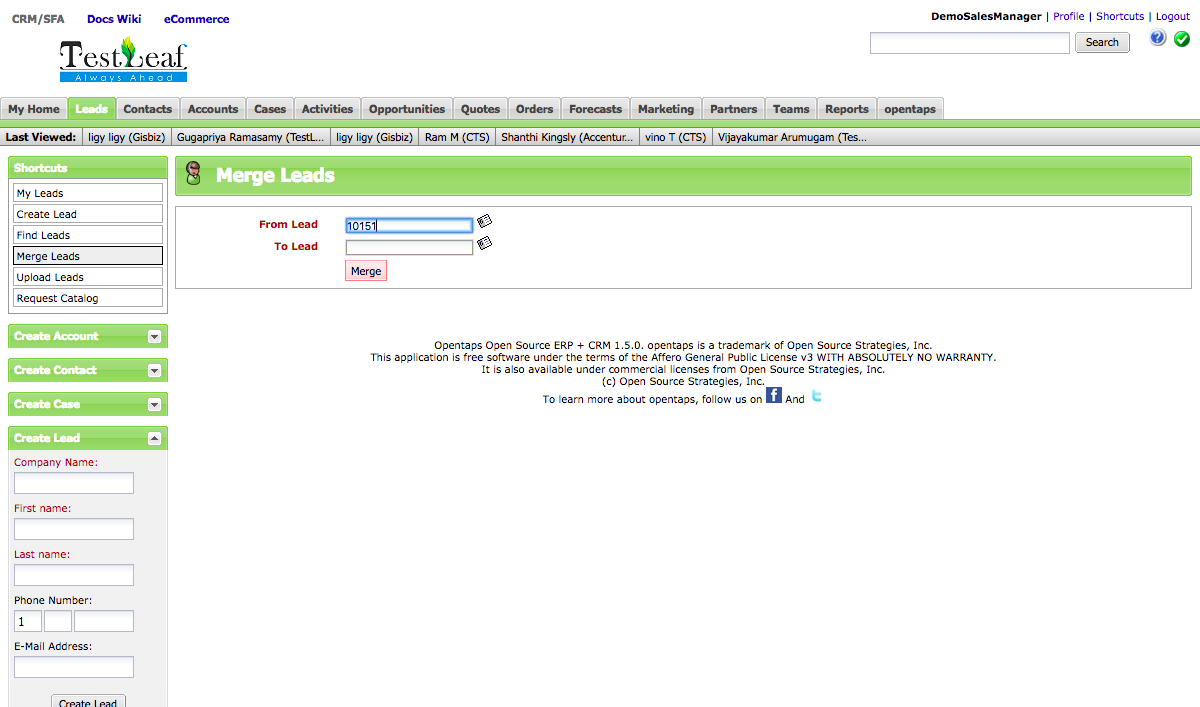 CRM/SFA Docs Wiki eCommerce
DemoSalesManager | Profile | Shortcuts | Logout
TestLeaf
Always Ahead
Search
?
My Home Leads Contacts Accounts Cases Activities Opportunities Quotes Orders Forecasts Marketing Partners Teams Reports opentaps
Last Viewed: ligy ligy (Gisbiz) Gugapriya Ramasamy (TestL... ligy ligy (Gisbiz) Ram M (CTS) Shanthi Kingsly (Accentur... vino T (CTS) Vijayakumar Arumugam (Tes...
Shortcuts
My Leads
Create Lead
Find Leads
Merge Leads
Upload Leads
Request Catalog
Create Account
Create Contact
Create Case
Create Lead
Company Name:
First name:
Last name:
Phone Number:
1
E-Mail Address:
Create Lead
Merge Leads
From Lead 10151
To Lead
Merge
Opentaps Open Source ERP + CRM 1.5.0. opentaps is a trademark of Open Source Strategies, Inc.
This application is free software under the terms of the Affero General Public License v3 WITH ABSOLUTELY NO WARRANTY.
It is also available under commercial licenses from Open Source Strategies, Inc.
(c) Open Source Strategies, Inc.
To learn more about opentaps, follow us on f And t